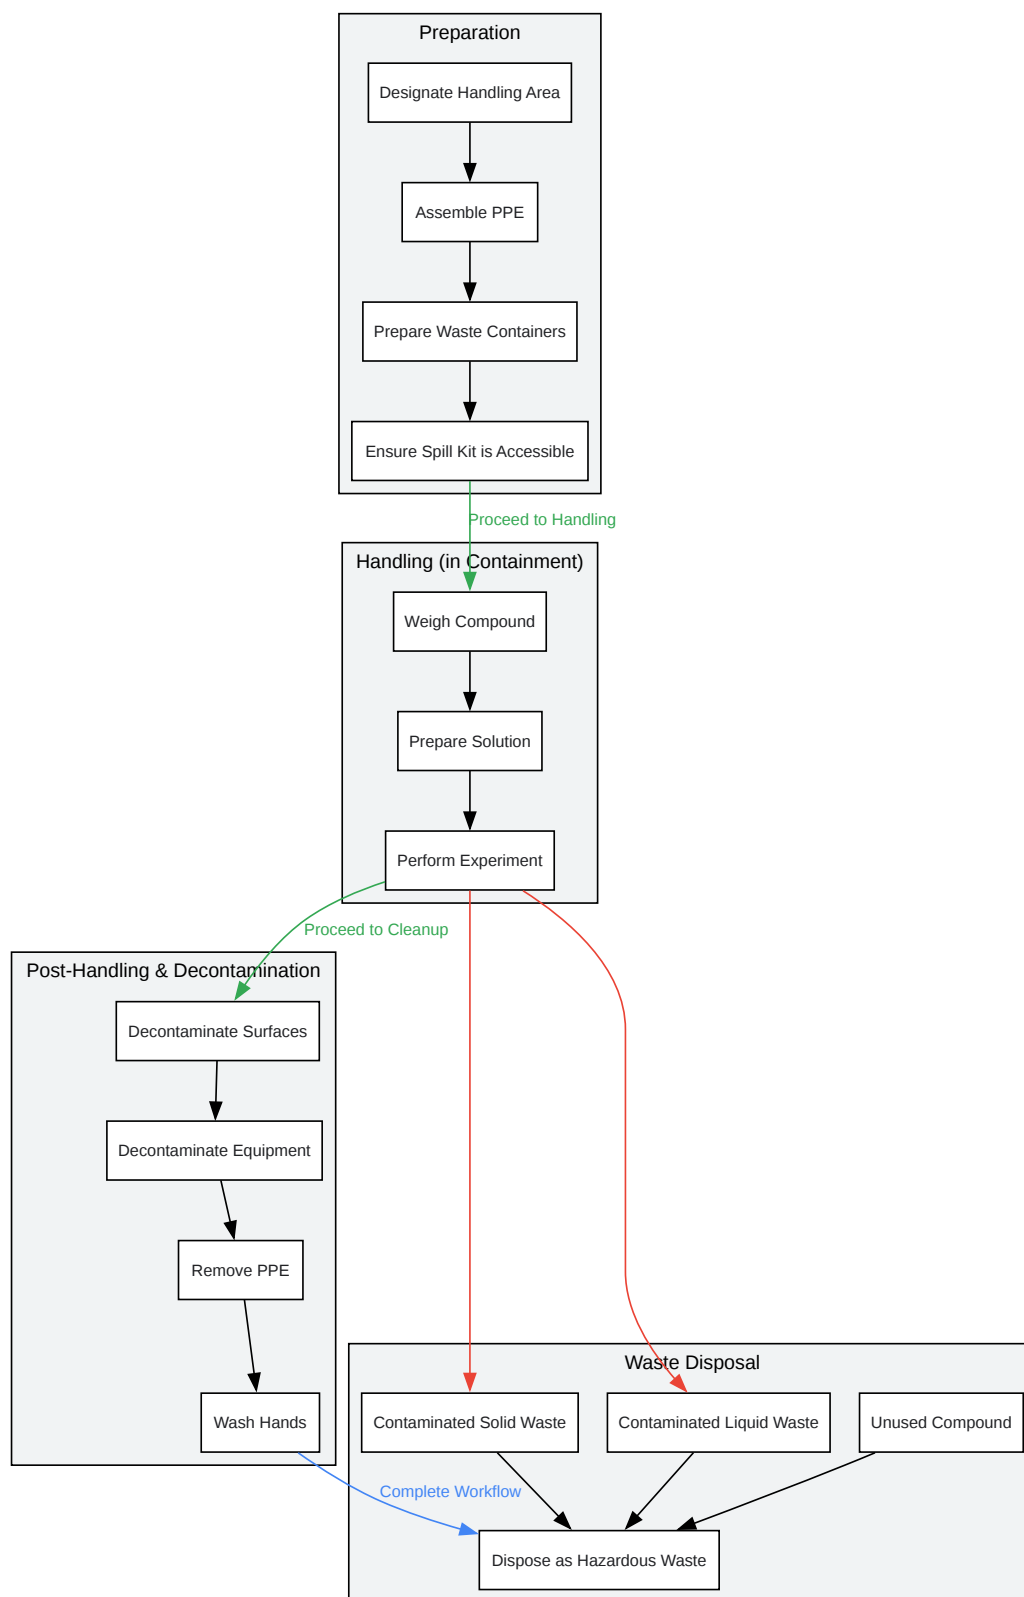 Preparation
Designate Handling Area
Assemble PPE
Prepare Waste Containers
Ensure Spill Kit is Accessible
Proceed to Handling
Handling (in Containment)
Weigh Compound
Prepare Solution
Perform Experiment
Proceed to Cleanup
Post-Handling & Decontamination
Decontaminate Surfaces
Decontaminate Equipment
Remove PPE
Wash Hands
Complete Workflow
Waste Disposal
Contaminated Solid Waste
Contaminated Liquid Waste
Unused Compound
Dispose as Hazardous Waste